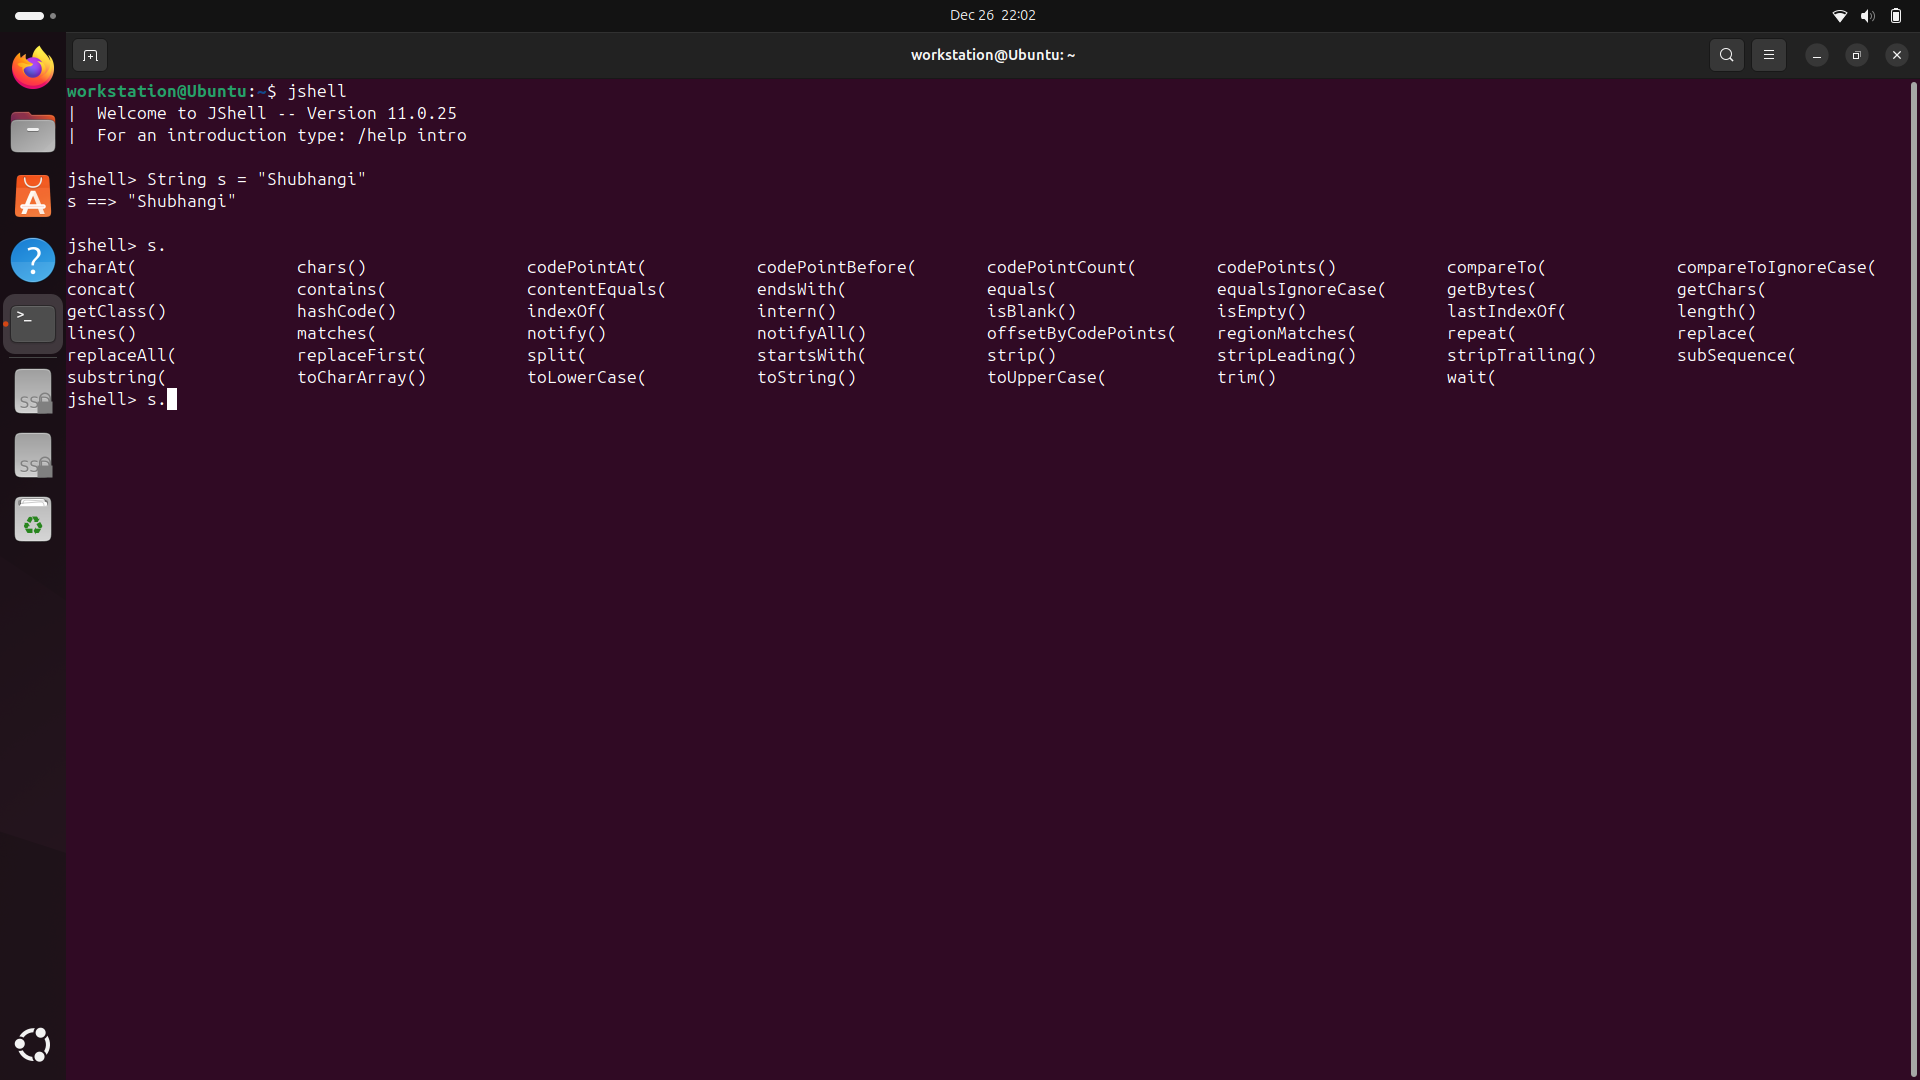 Dec 26 22:02
workstation@Ubuntu: ~
workstation@Ubuntu:~$ jshell
| Welcome to JShell -- Version 11.0.25
| For an introduction type: /help intro
jshell> String s = "Shubhangi"
s ==> "Shubhangi"
jshell> s.
charAt( chars() codePointAt( codePointBefore( codePointCount( codePoints() compareTo( compareToIgnoreCase(
concat( contains( contentEquals( endsWith( equals( equalsIgnoreCase( getBytes( getChars(
getClass() hashCode() indexOf( intern() isBlank() isEmpty() lastIndexOf( length()
lines() matches( notify() notifyAll() offsetByCodePoints( regionMatches( repeat( replace(
replaceAll( replaceFirst( split( startsWith( strip() stripLeading() stripTrailing() subSequence(
substring( toCharArray() toLowerCase( toString() toUpperCase( trim() wait(
jshell> s.